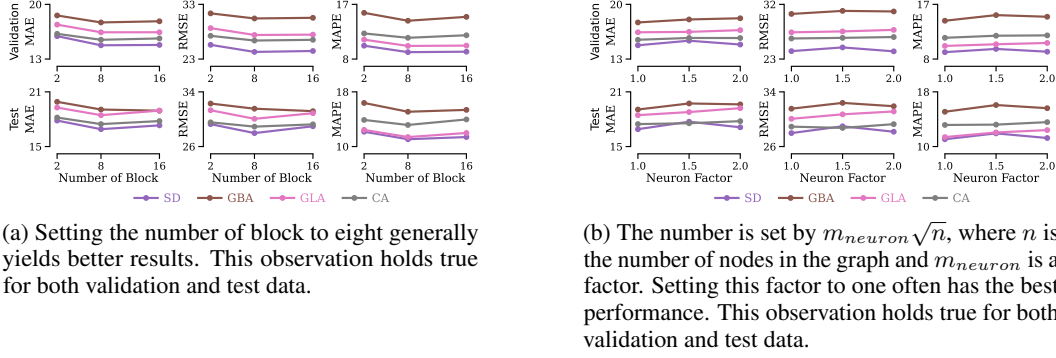 20 33 17
Validation MAE RMSE MAPE
13 23 8
2 8 16 2 8 16 2 8 16
21 34 18
Test MAE RMSE MAPE
15 26 10
2 8 16 2 8 16 2 8 16
Number of Block Number of Block Number of Block
SD GBA GLA CA
(a) Setting the number of block to eight generally
yields better results. This observation holds true
for both validation and test data.
20 32 17
Validation MAE RMSE MAPE
13 22 8
1.0 1.5 2.0 1.0 1.5 2.0 1.0 1.5 2.0
21 34 18
Test MAE RMSE MAPE
15 25 10
1.0 1.5 2.0 1.0 1.5 2.0 1.0 1.5 2.0
Neuron Factor Neuron Factor Neuron Factor
SD GBA GLA CA
(b) The number is set by m_{neuron}√n, where n is
the number of nodes in the graph and m_{neuron} is a
factor. Setting this factor to one often has the best
performance. This observation holds true for both
validation and test data.